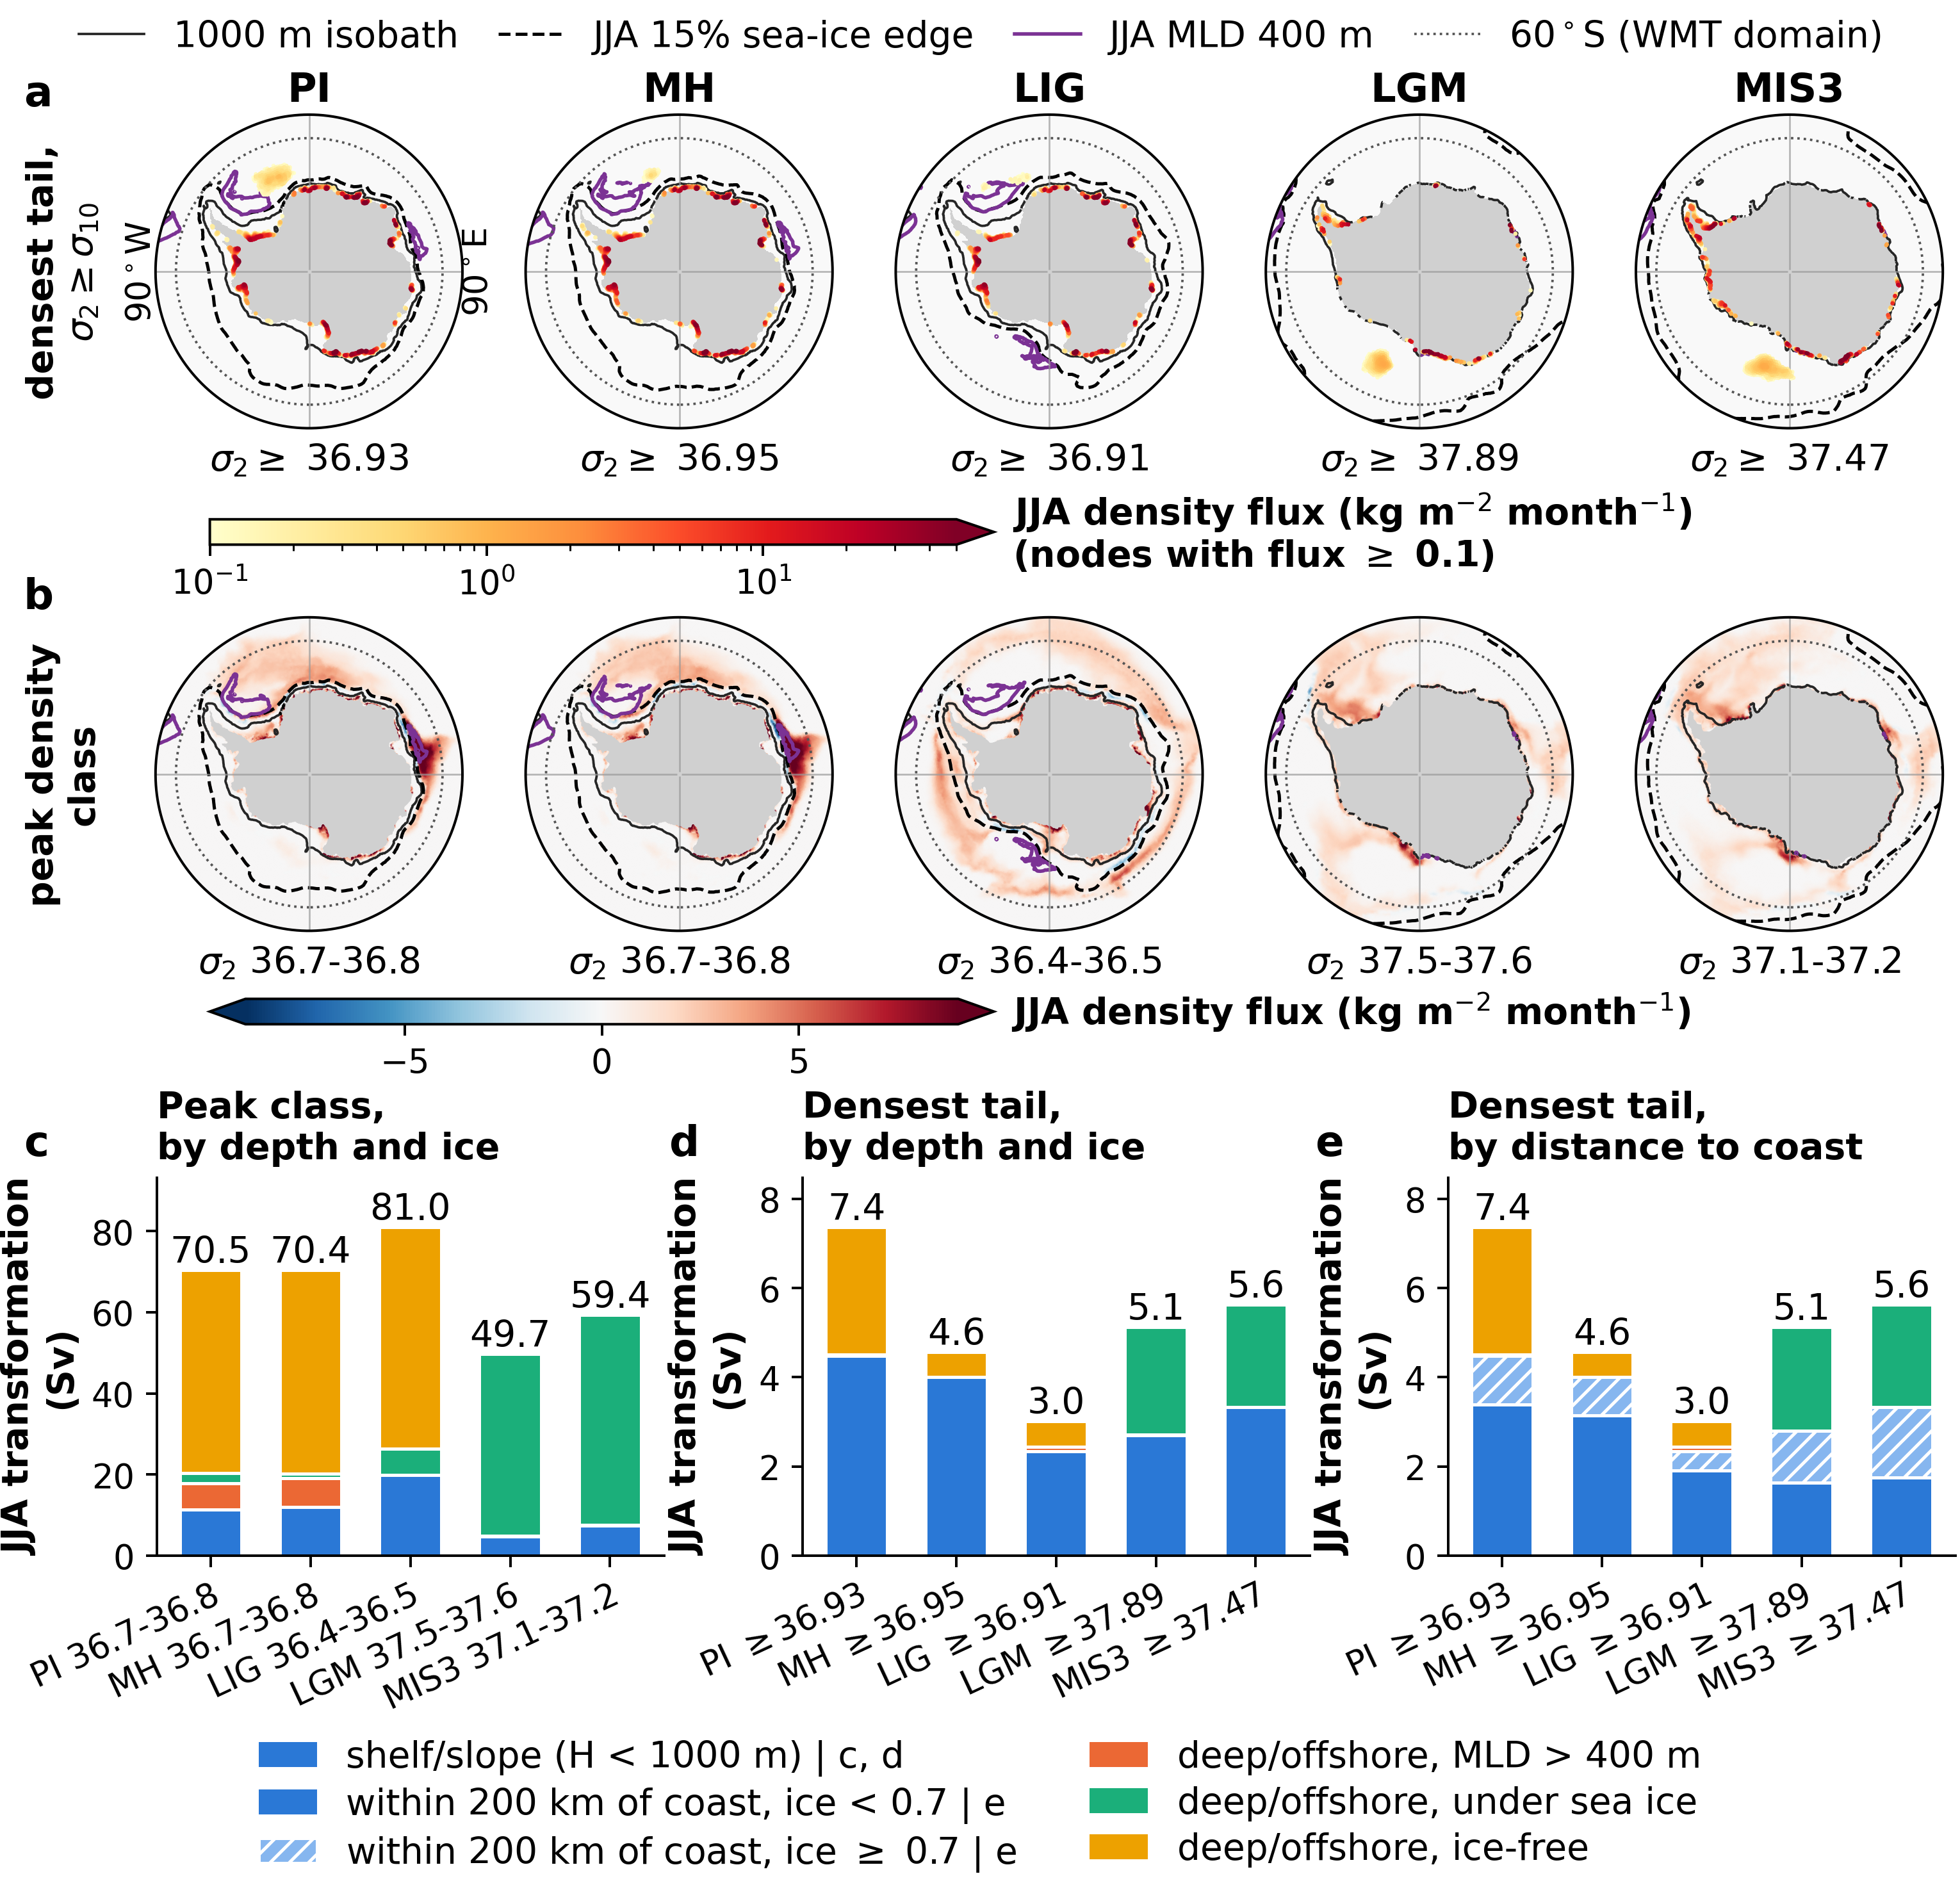 1000 m isobath JJA 15% sea-ice edge JJA MLD 400 m 60°S (WMT domain)
a
PI MH LIG LGM MIS3
densest tail,
σ₂ ≥ σ₁₀
90°W
90°E
σ₂ ≥ 36.93 σ₂ ≥ 36.95 σ₂ ≥ 36.91 σ₂ ≥ 37.89 σ₂ ≥ 37.47
JJA density flux (kg m⁻² month⁻¹)
(nodes with flux ≥ 0.1)
10⁻¹ 10⁰ 10¹
b
peak density
class
σ₂ 36.7-36.8 σ₂ 36.7-36.8 σ₂ 36.4-36.5 σ₂ 37.5-37.6 σ₂ 37.1-37.2
JJA density flux (kg m⁻² month⁻¹)
−5 0 5
c
Peak class,
by depth and ice
JJA transformation
(Sv)
80
60
40
20
0
70.5 70.4 81.0 49.7 59.4
PI 36.7-36.8
MH 36.7-36.8
LIG 36.4-36.5
LGM 37.5-37.6
MIS3 37.1-37.2
d
Densest tail,
by depth and ice
JJA transformation
(Sv)
8
6
4
2
0
7.4 4.6 3.0 5.1 5.6
PI ≥36.93
MH ≥36.95
LIG ≥36.91
LGM ≥37.89
MIS3 ≥37.47
e
Densest tail,
by distance to coast
JJA transformation
(Sv)
8
6
4
2
0
7.4 4.6 3.0 5.1 5.6
PI ≥36.93
MH ≥36.95
LIG ≥36.91
LGM ≥37.89
MIS3 ≥37.47
shelf/slope (H < 1000 m) | c, d
within 200 km of coast, ice < 0.7 | e
within 200 km of coast, ice ≥ 0.7 | e
deep/offshore, MLD > 400 m
deep/offshore, under sea ice
deep/offshore, ice-free